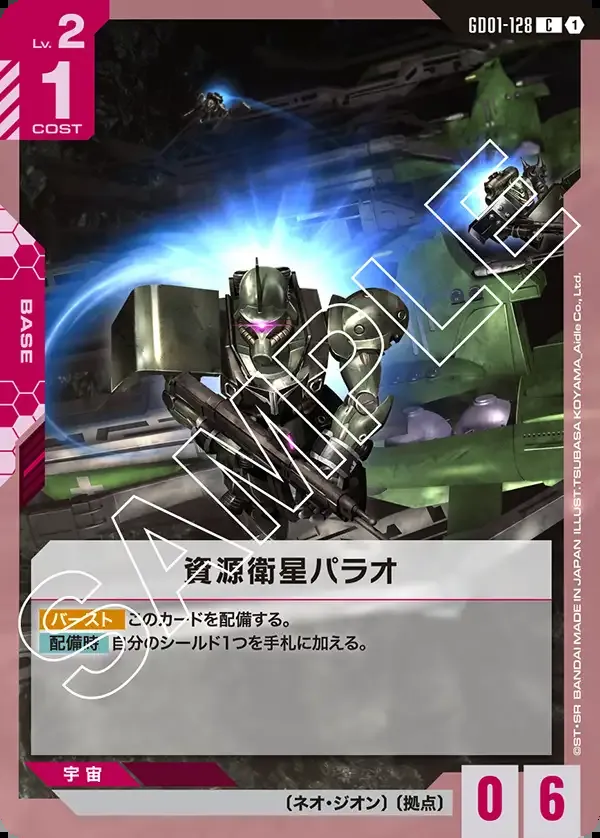 Lv. 2
GD01-128 C 1
1
COST
BASE
SAMPLE
©ST・SR BANDAI MADE IN JAPAN ILLUST.TSUBASA KOYAMA_Aidle Co., Ltd.
資源衛星パラオ
バースト このカードを配備する。
配備時 自分のシールド1つを手札に加える。
宇宙
〔ネオ・ジオン〕〔拠点〕
0 6